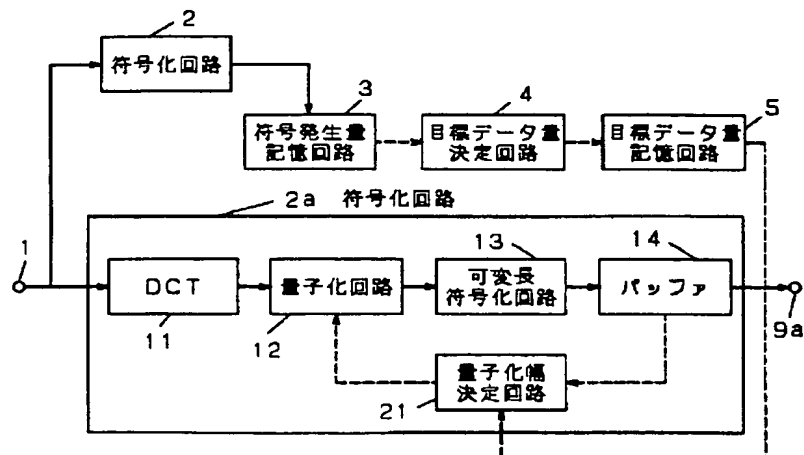 2
符号化回路
3
符号発生量
記憶回路
4
目標データ量
決定回路
5
目標データ量
記憶回路
2a 符号化回路
1
DCT
11
量子化回路
12
13
可変長
符号化回路
14
バッファ
9a
量子化幅
決定回路
21